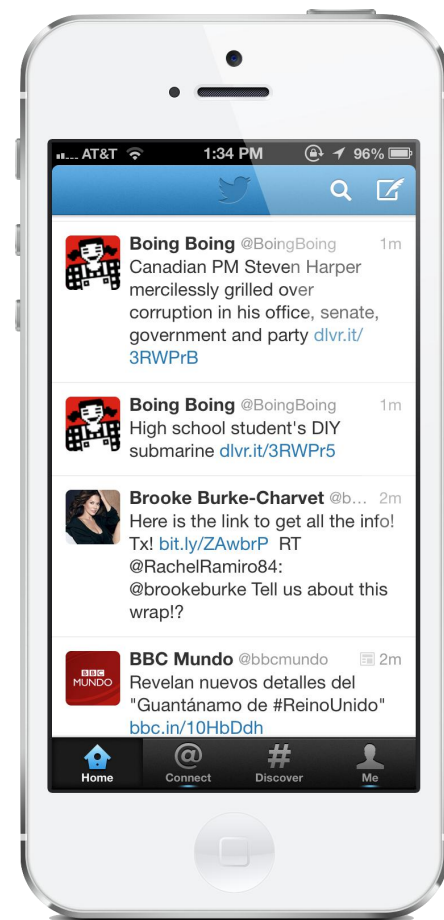 AT&T 1:34 PM 96%
Boing Boing @BoingBoing 1m
Canadian PM Steven Harper
mercilessly grilled over
corruption in his office, senate,
government and party dlvr.it/
3RWPrB
Boing Boing @BoingBoing 1m
High school student's DIY
submarine dlvr.it/3RWPr5
Brooke Burke-Charvet @b... 2m
Here is the link to get all the info!
Tx! bit.ly/ZAwbrP RT
@RachelRamiro84:
@brookeburke Tell us about this
wrap!?
BBC
MUNDO
BBC Mundo @bbcmundo 2m
Revelan nuevos detalles del
"Guantánamo de #ReinoUnido"
bbc.in/10HbDdh
Home Connect Discover Me